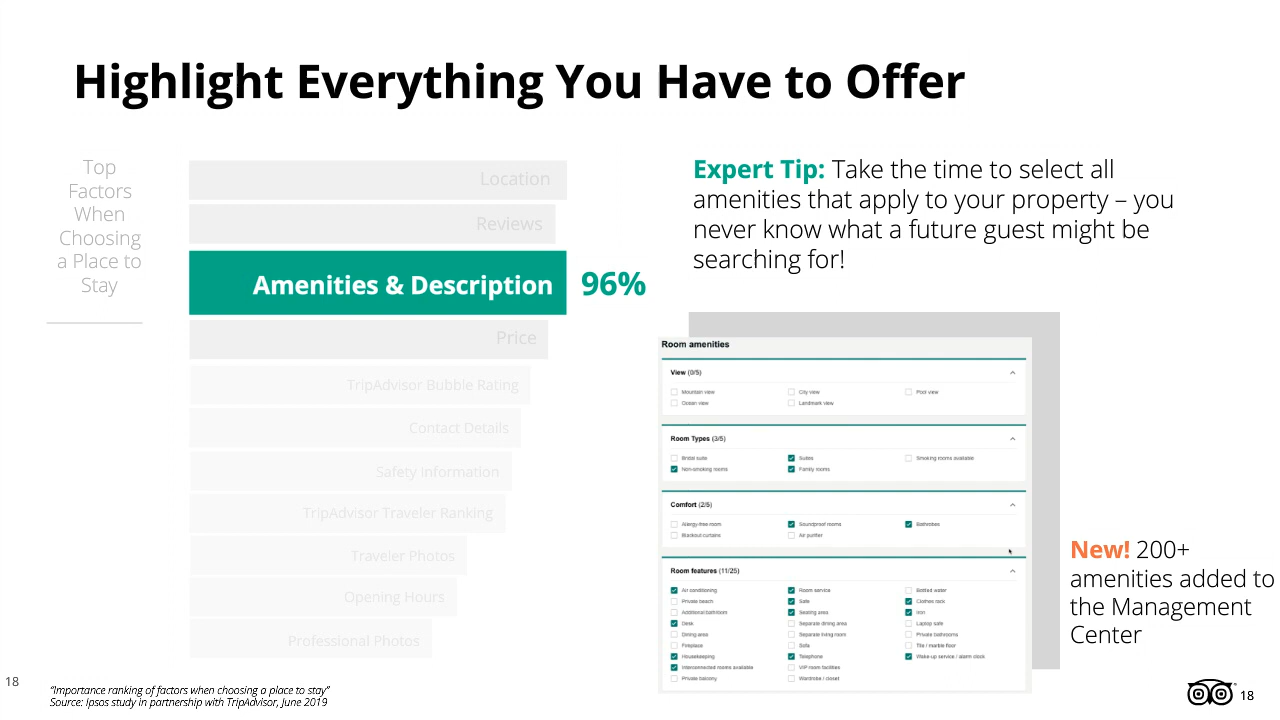 Highlight Everything You Have to Offer
Top
Factors
When
Choosing
a Place to
Stay
Location
Reviews
Amenities & Description 96%
Price
TripAdvisor Bubble Rating
Contact Details
Safety Information
TripAdvisor Traveler Ranking
Traveler Photos
Opening Hours
Professional Photos
Expert Tip: Take the time to select all
amenities that apply to your property – you
never know what a future guest might be
searching for!
Room amenities
View (0/5)
Mountain view City view Pool view
Ocean view Landmark view
Room Types (3/5)
Bridal suite Suites Smoking rooms available
Non-smoking rooms Family rooms
Comfort (2/5)
Allergy-free room Soundproof rooms Bathrobes
Blackout curtains Air purifier
Room features (11/25)
Air conditioning Room service Bottled water
Private beach Safe Clothes rack
Additional bathroom Seating area Iron
Desk Separate dining area Laptop safe
Dining area Separate living room Private bathrooms
Fireplace Sofa Tile / marble floor
Housekeeping Telephone Wake-up service / alarm clock
Interconnected rooms available VIP room facilities
Private balcony Wardrobe / closet
New! 200+
amenities added to
the Management
Center
18
"Important rating of factors when choosing at place to stay"
Source: Ipsos study in partnership with TripAdvisor, June 2019
18